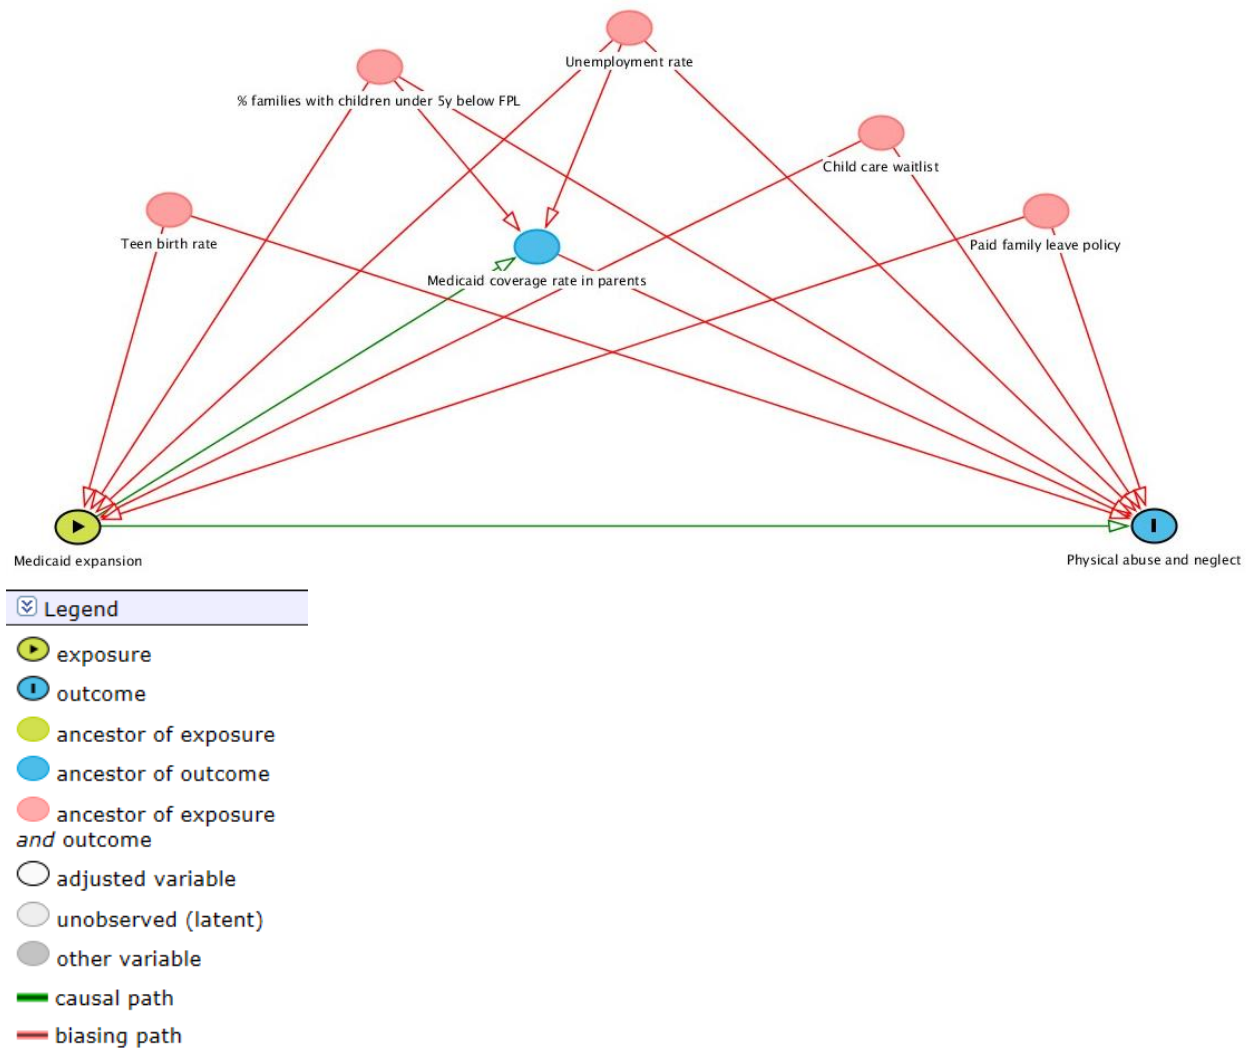 Unemployment rate
% families with children under 5y below FPL
Child care waitlist
Teen birth rate
Paid family leave policy
Medicaid coverage rate in parents
Medicaid expansion
Physical abuse and neglect
Legend
exposure
outcome
ancestor of exposure
ancestor of outcome
ancestor of exposure
and outcome
adjusted variable
unobserved (latent)
other variable
causal path
biasing path